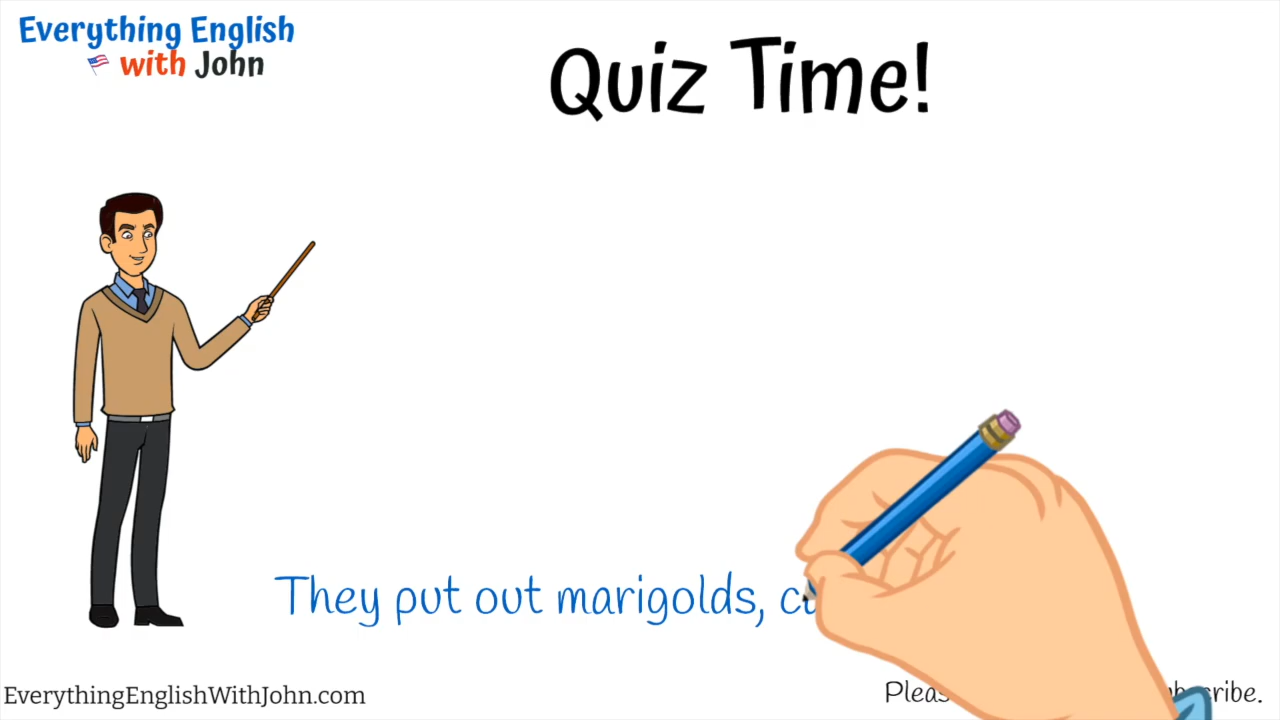 Everything English
with John
Quiz Time!
They put out marigolds,
EverythingEnglishWithJohn.com